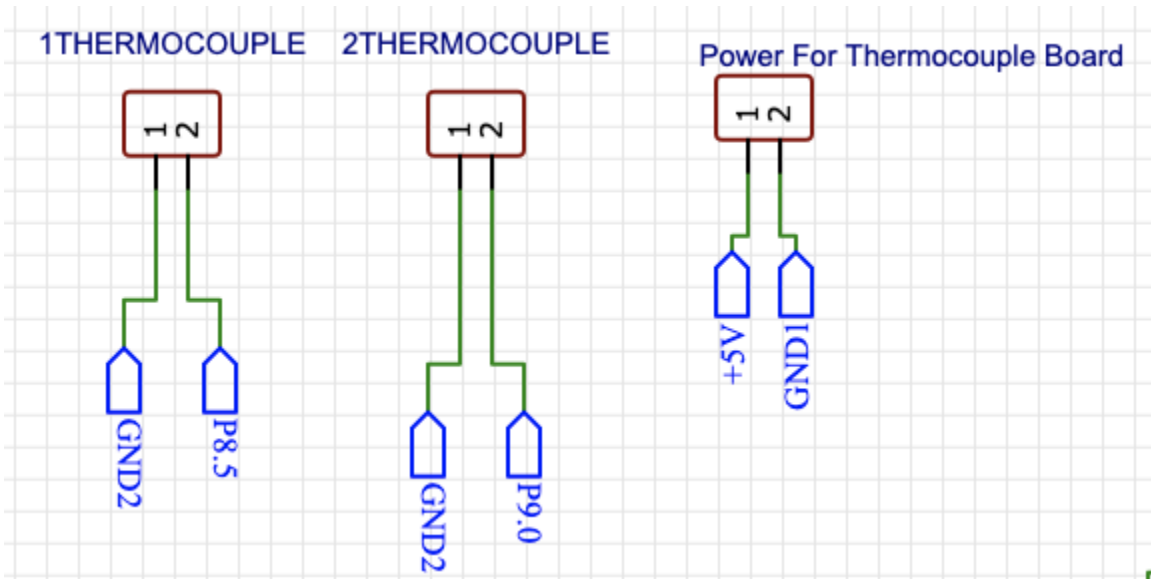 1THERMOCOUPLE
2THERMOCOUPLE
Power For Thermocouple Board
1 2
1 2
1 2
GND2
P8.5
GND2
P9.0
+5V
GND1